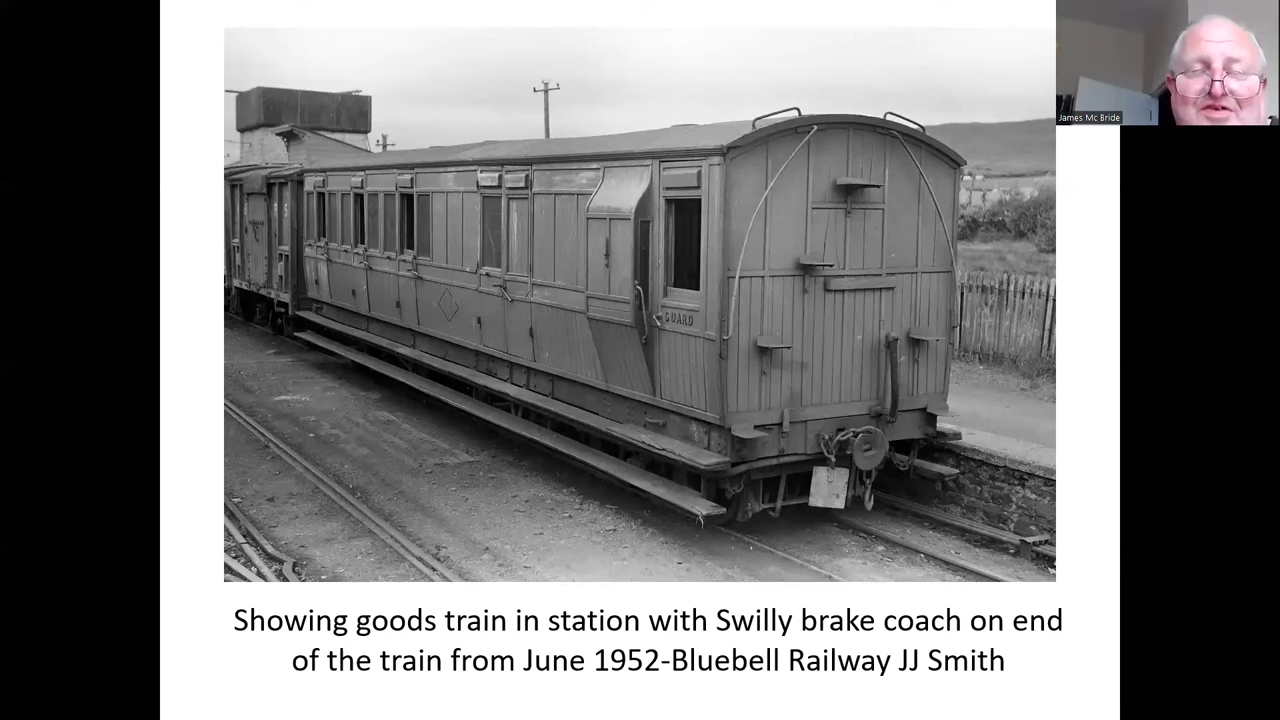 James Mc Bride
GUARD
Showing goods train in station with Swilly brake coach on end
of the train from June 1952-Bluebell Railway JJ Smith